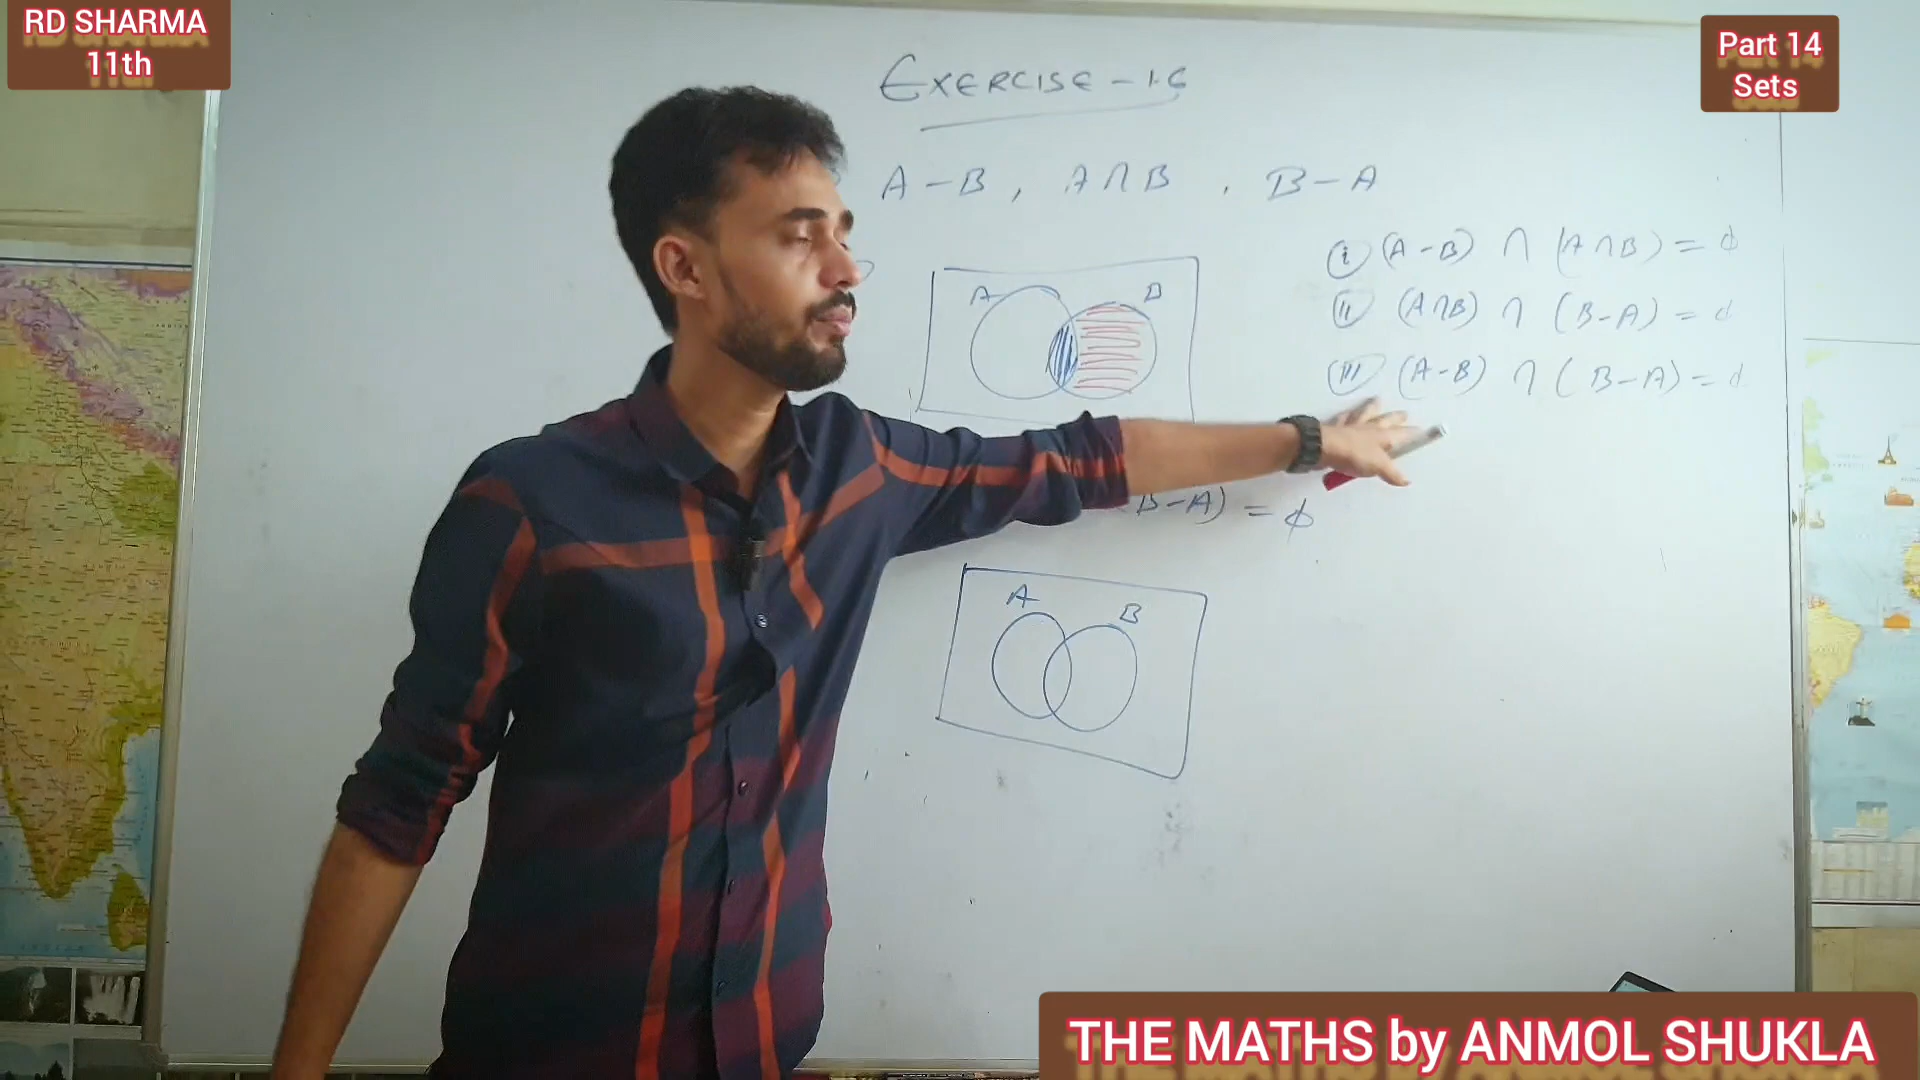 RD SHARMA
11th
Part 14
Sets
EXERCISE - 1.6
A - B , A ∩ B , B - A
(i) (A - B) ∩ (A ∩ B) = ϕ
(ii) (A ∩ B) ∩ (B - A) = ϕ
(iii) (A - B) ∩ (B - A) = ϕ
A B
B - A) = ϕ
A B
THE MATHS by ANMOL SHUKLA